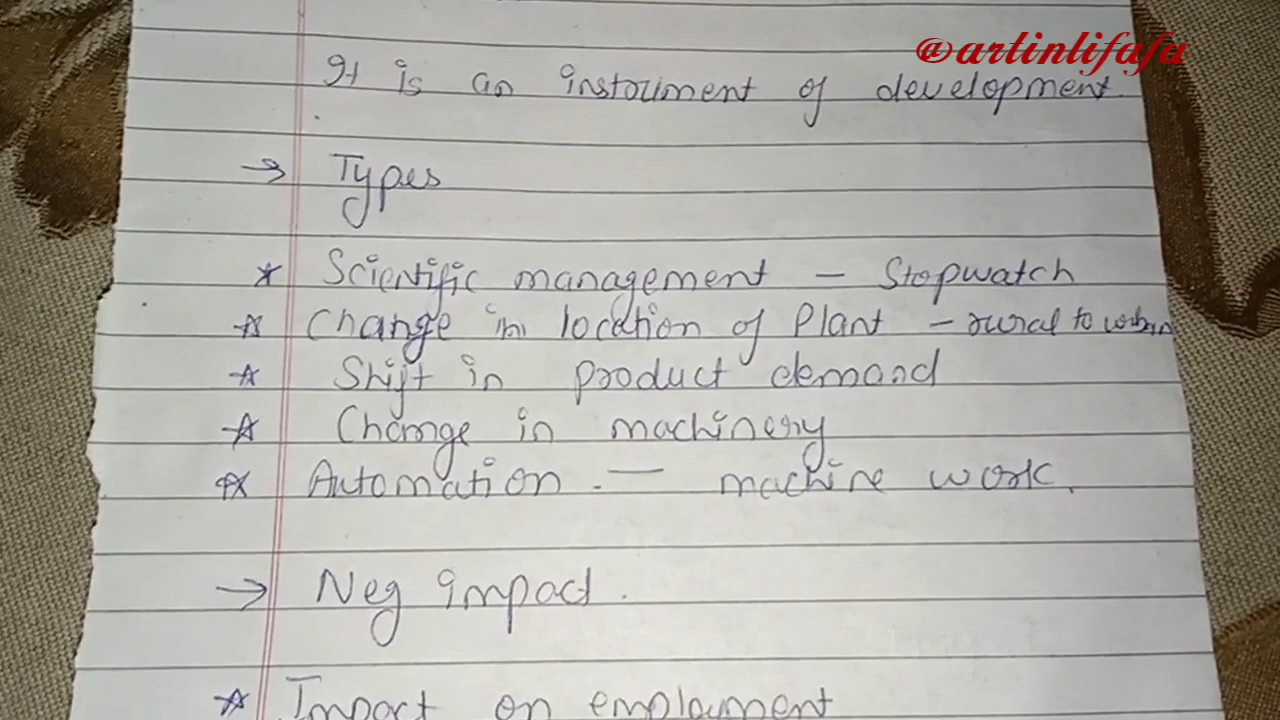 @artinlifafa
It is an instrument of development.
→ Types
* Scientific management - Stopwatch
* Change in location of Plant - rural to urban
* Shift in product demand
* Change in machinery
* Automation. - machine work.
→ Neg impact.
* Impact on employment